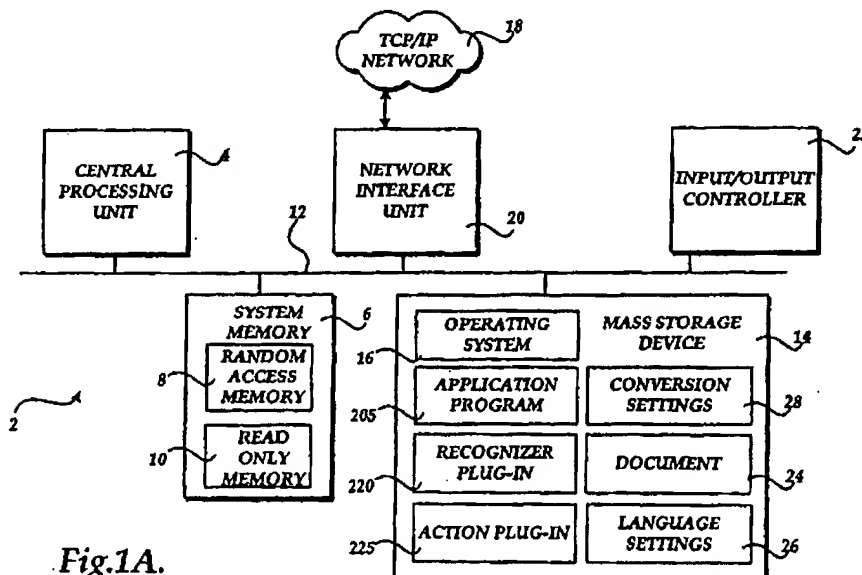 TCP/IP
NETWORK
18
CENTRAL
PROCESSING
UNIT
4
NETWORK
INTERFACE
UNIT
20
INPUT/OUTPUT
CONTROLLER
12
SYSTEM
MEMORY
6
8
RANDOM
ACCESS
MEMORY
10
READ
ONLY
MEMORY
2
OPERATING
SYSTEM
16
MASS STORAGE
DEVICE
14
APPLICATION
PROGRAM
205
CONVERSION
SETTINGS
28
RECOGNIZER
PLUG-IN
220
DOCUMENT
24
ACTION PLUG-IN
225
LANGUAGE
SETTINGS
26
Fig.1A.